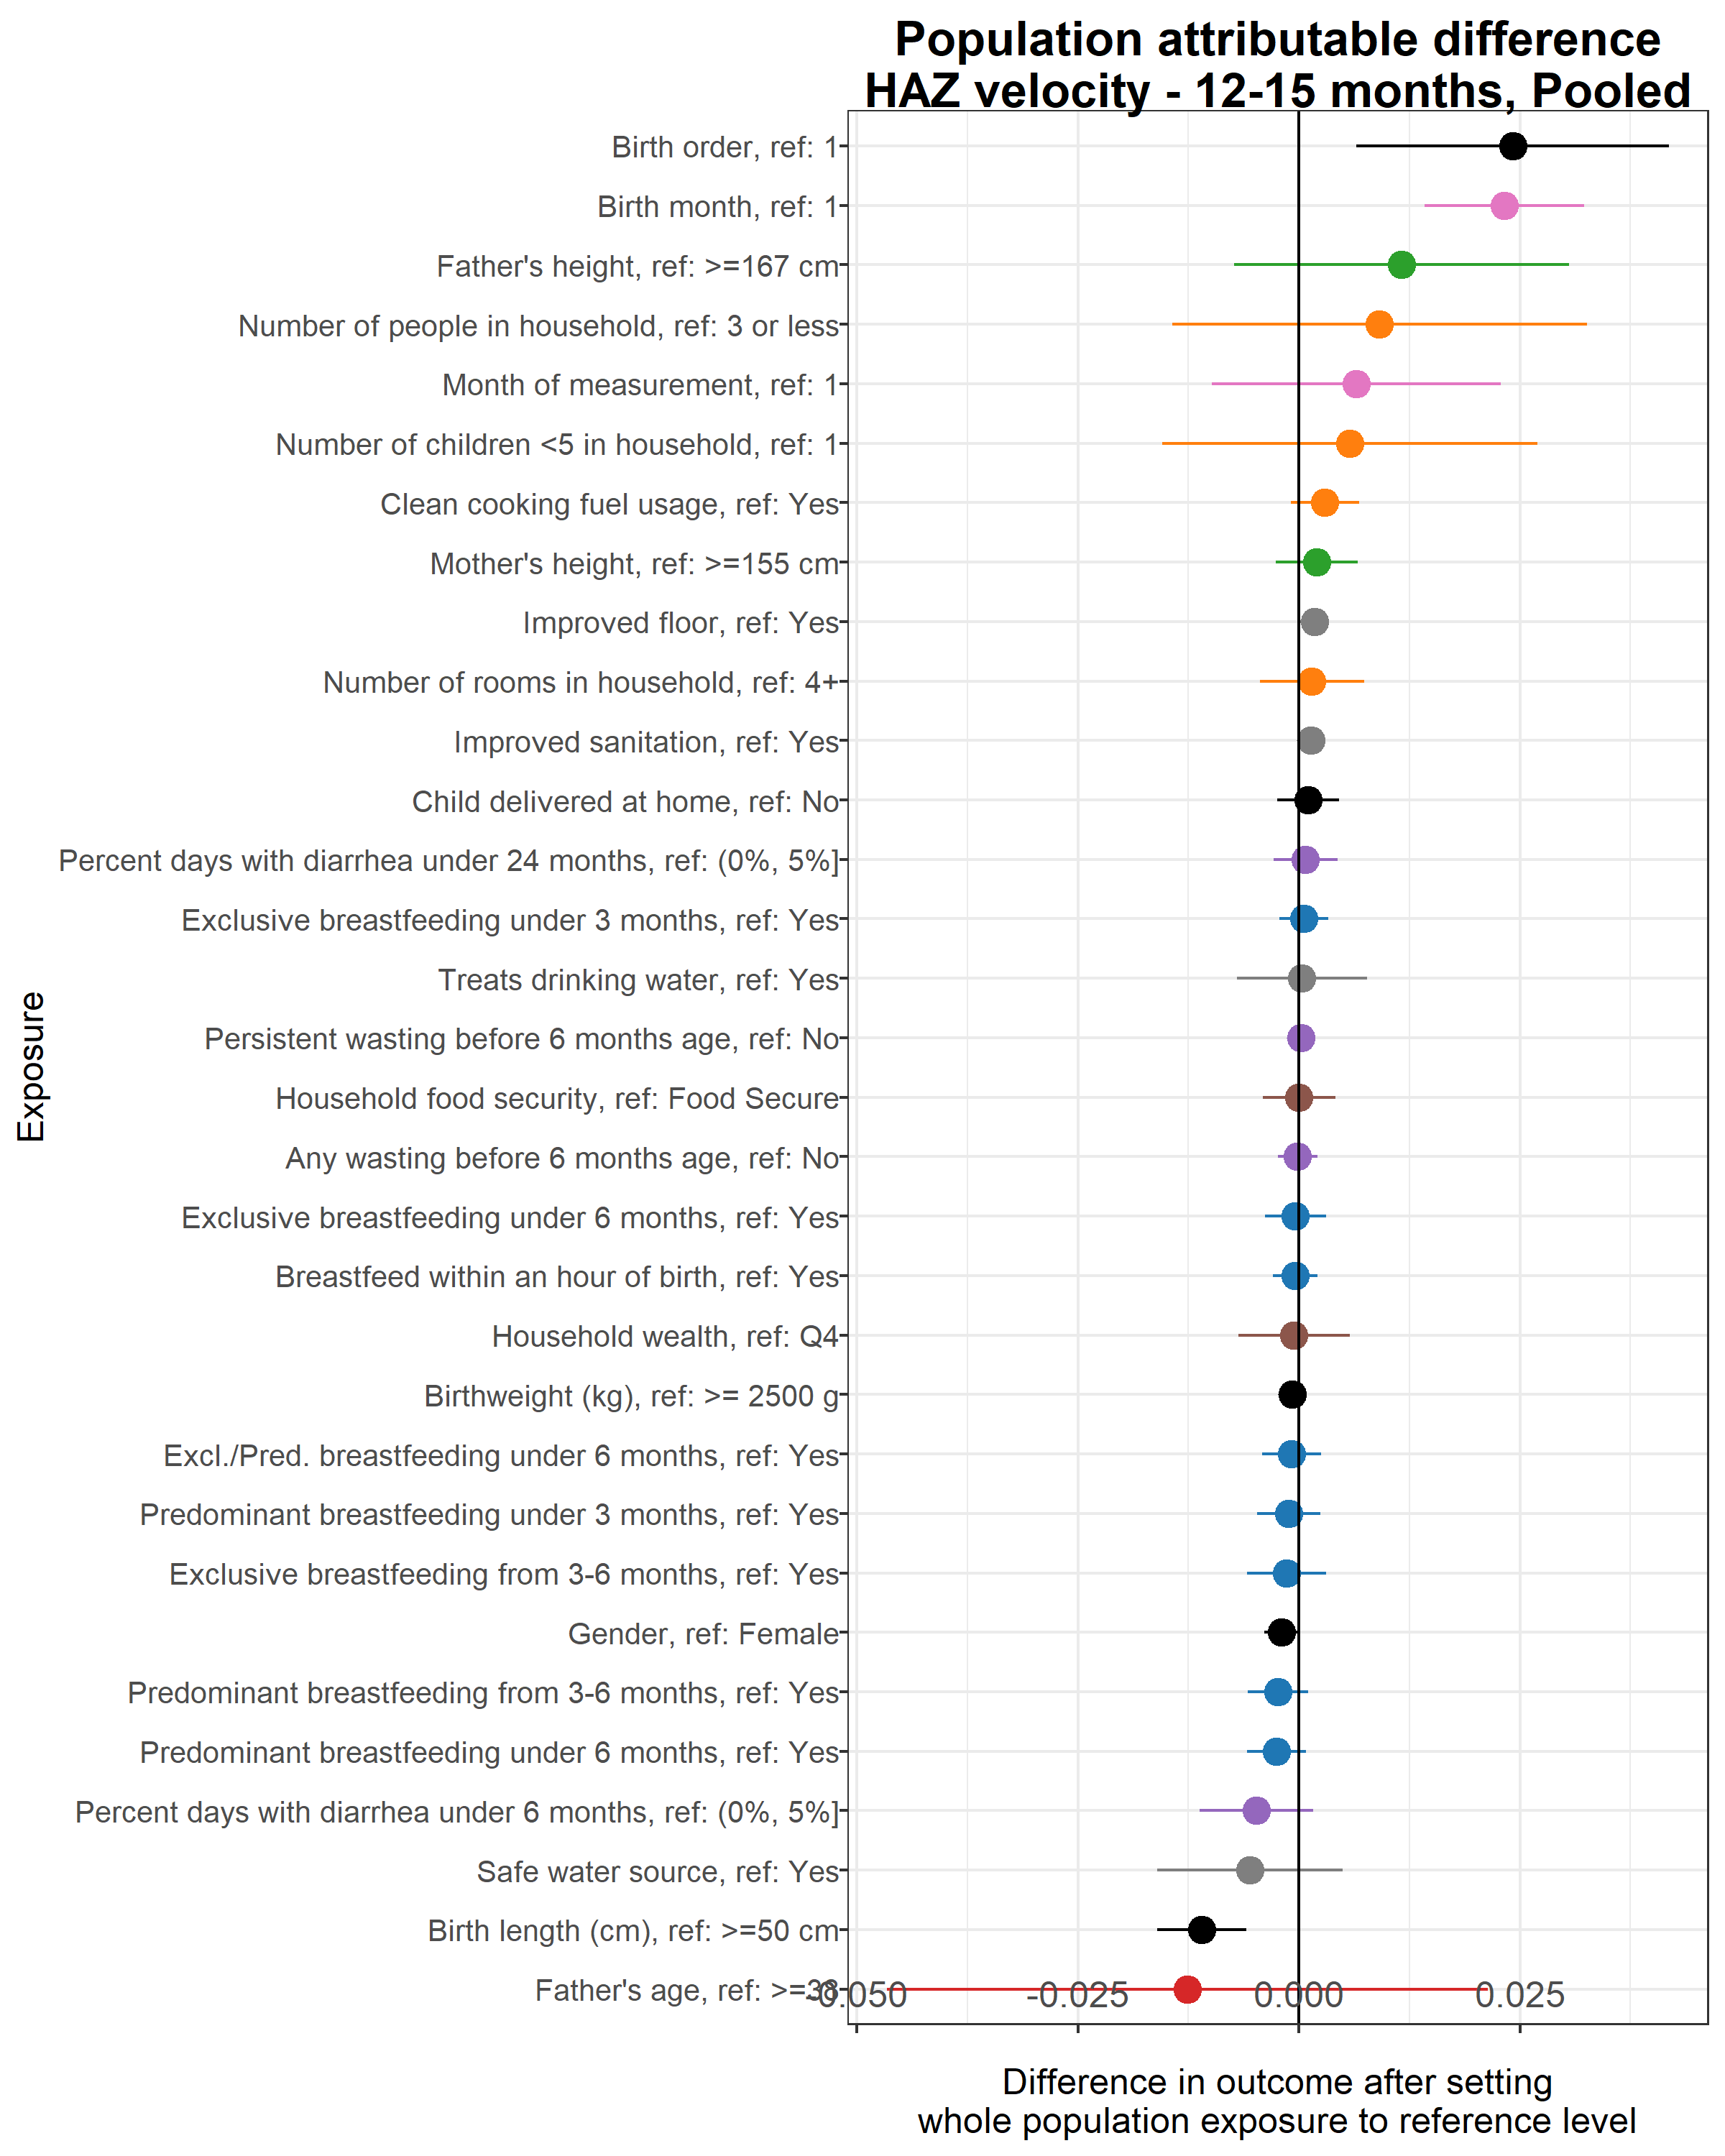 Population attributable difference
HAZ velocity - 12-15 months, Pooled
Birth order, ref: 1
Birth month, ref: 1
Father's height, ref: >=167 cm
Number of people in household, ref: 3 or less
Month of measurement, ref: 1
Number of children <5 in household, ref: 1
Clean cooking fuel usage, ref: Yes
Mother's height, ref: >=155 cm
Improved floor, ref: Yes
Number of rooms in household, ref: 4+
Improved sanitation, ref: Yes
Child delivered at home, ref: No
Percent days with diarrhea under 24 months, ref: (0%, 5%]
Exclusive breastfeeding under 3 months, ref: Yes
Treats drinking water, ref: Yes
Persistent wasting before 6 months age, ref: No
Household food security, ref: Food Secure
Any wasting before 6 months age, ref: No
Exclusive breastfeeding under 6 months, ref: Yes
Breastfeed within an hour of birth, ref: Yes
Household wealth, ref: Q4
Birthweight (kg), ref: >= 2500 g
Excl./Pred. breastfeeding under 6 months, ref: Yes
Predominant breastfeeding under 3 months, ref: Yes
Exclusive breastfeeding from 3-6 months, ref: Yes
Gender, ref: Female
Predominant breastfeeding from 3-6 months, ref: Yes
Predominant breastfeeding under 6 months, ref: Yes
Percent days with diarrhea under 6 months, ref: (0%, 5%]
Safe water source, ref: Yes
Birth length (cm), ref: >=50 cm
Father's age, ref: >=38
-0.050 -0.025 0.000 0.025
Exposure
Difference in outcome after setting
whole population exposure to reference level